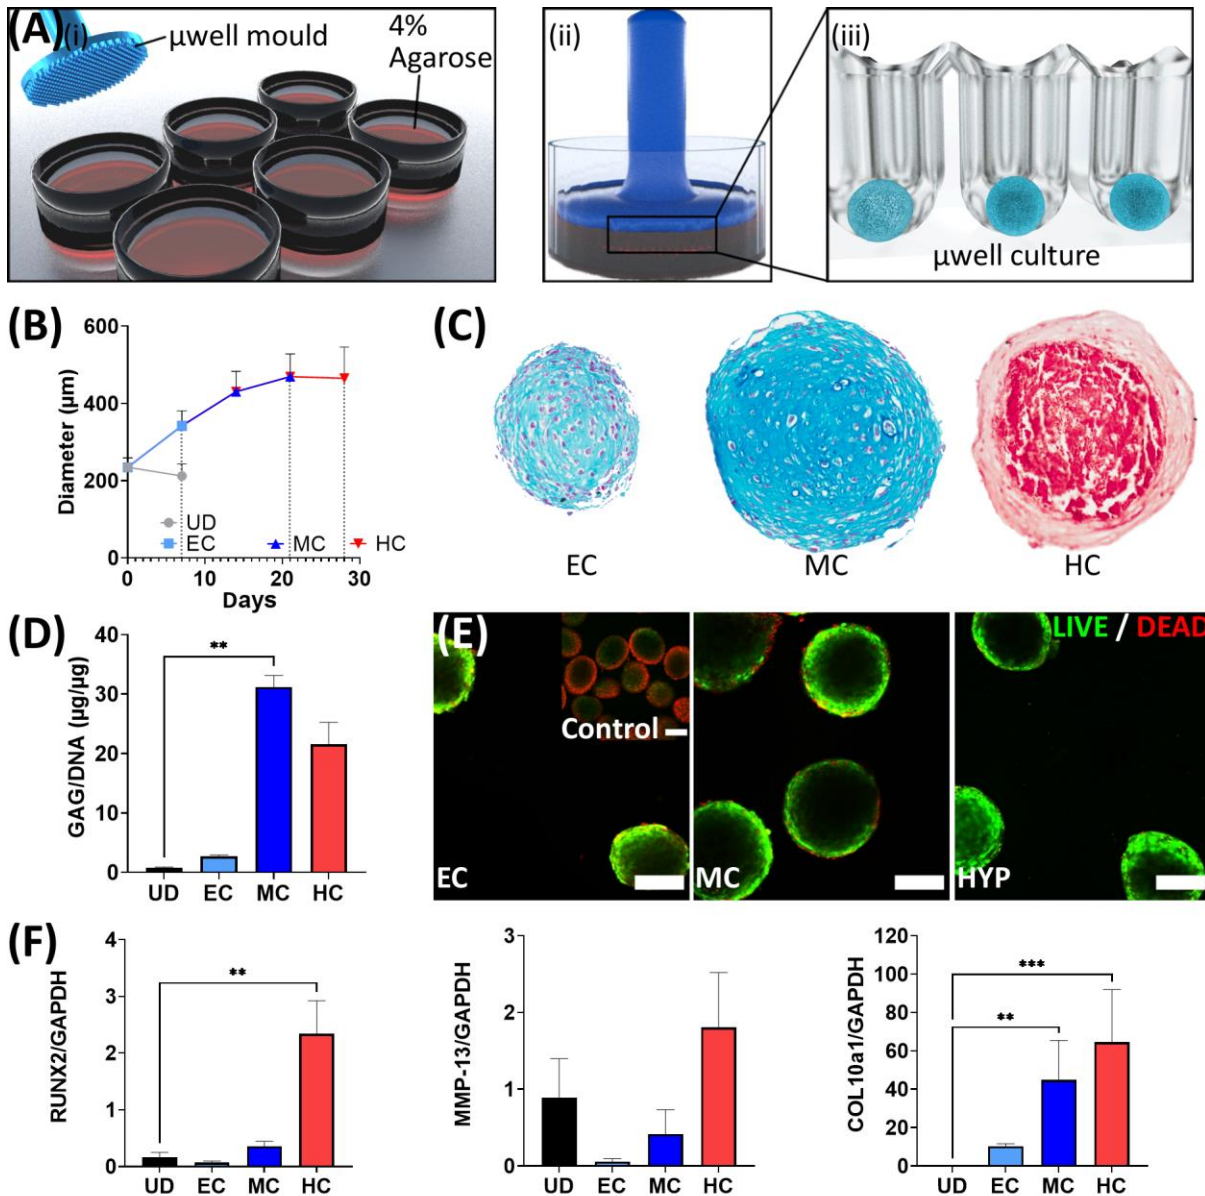 (A)
(i)
μwell mould
4%
Agarose
(ii)
(iii)
μwell culture
(B)
600
400
200
0
Diameter (μm)
0
10
20
30
Days
UD
EC
MC
HC
(C)
EC
MC
HC
(D)
40
30
20
10
0
GAG/DNA (μg/μg)
**
UD
EC
MC
HC
(E)
LIVE / DEAD
Control
EC
MC
HYP
(F)
4
3
2
1
0
RUNX2/GAPDH
**
UD
EC
MC
HC
3
2
1
0
MMP-13/GAPDH
UD
EC
MC
HC
120
100
80
60
40
20
0
COL10a1/GAPDH
***
**
UD
EC
MC
HC